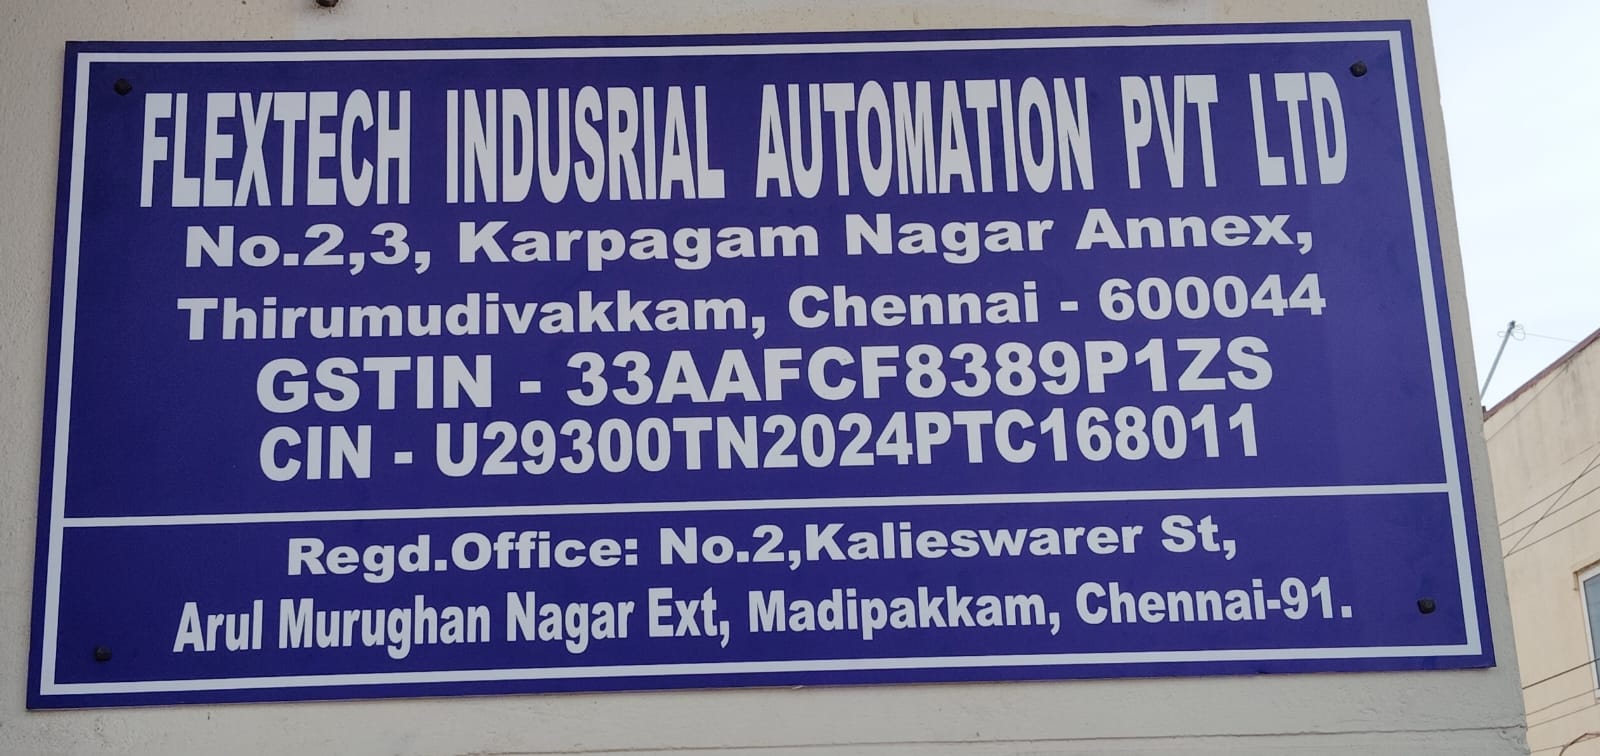 FLEXTECH INDUSRIAL AUTOMATION PVT LTD
No.2,3, Karpagam Nagar Annex,
Thirumudivakkam, Chennai - 600044
GSTIN - 33AAFCF8389P1ZS
CIN - U29300TN2024PTC168011
Regd.Office: No.2,Kalieswarer St,
Arul Murughan Nagar Ext, Madipakkam, Chennai-91.